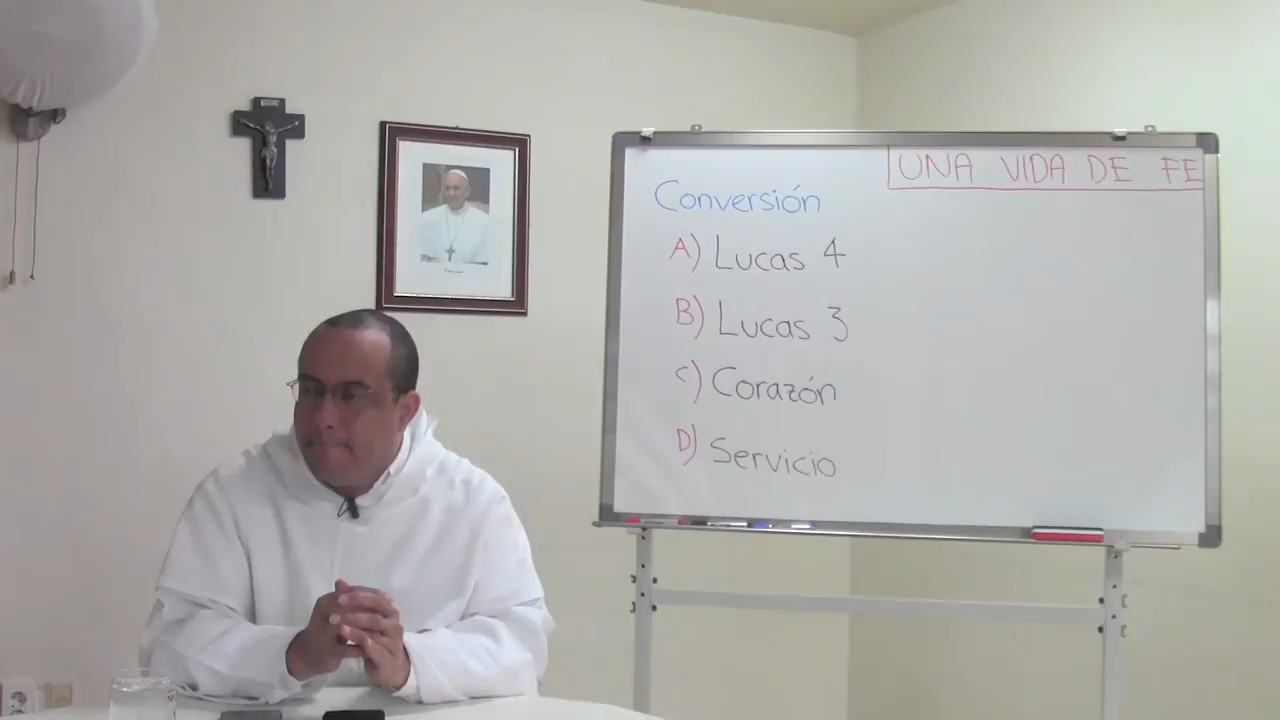 UNA VIDA DE FE
Conversión
A) Lucas 4
B) Lucas 3
C) Corazón
D) Servicio